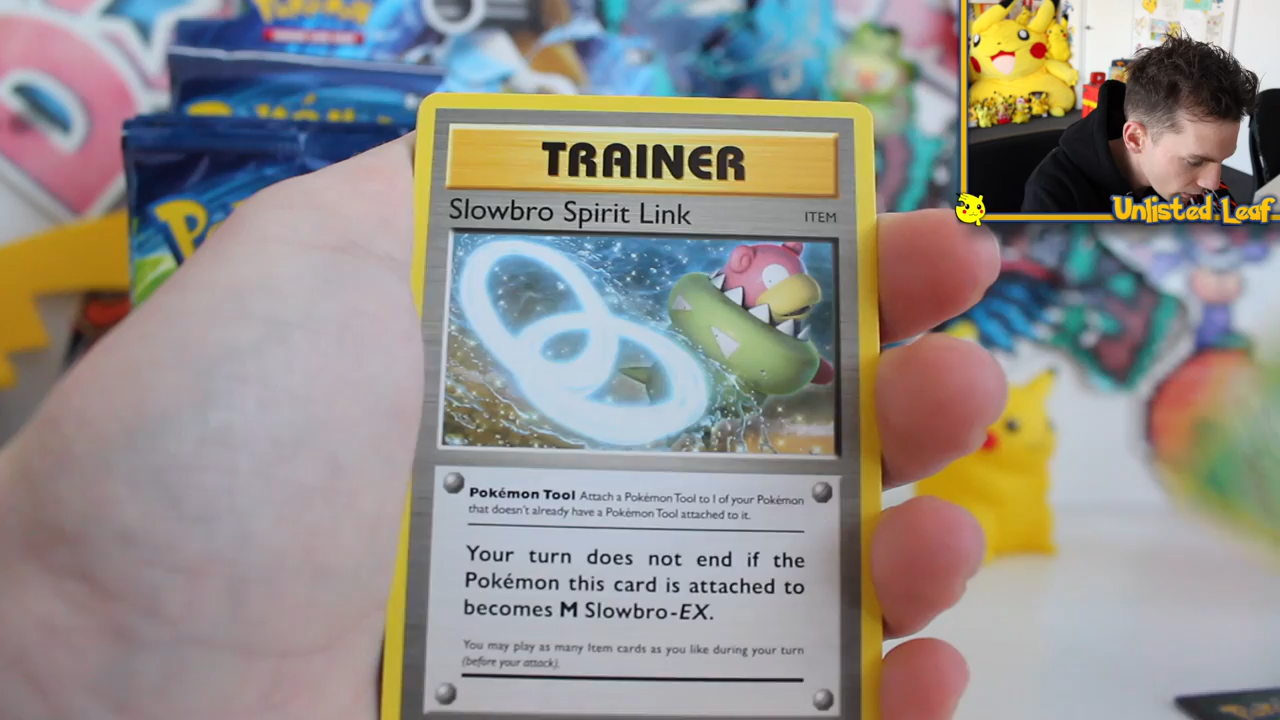 Pokémon
TRAINER
Slowbro Spirit Link
ITEM
Unlisted Leaf
Pokémon Tool Attach a Pokémon Tool to 1 of your Pokémon
that doesn't already have a Pokémon Tool attached to it.
Your turn does not end if the
Pokémon this card is attached to
becomes M Slowbro-EX.
You may play as many Item cards as you like during your turn
(before your attack).